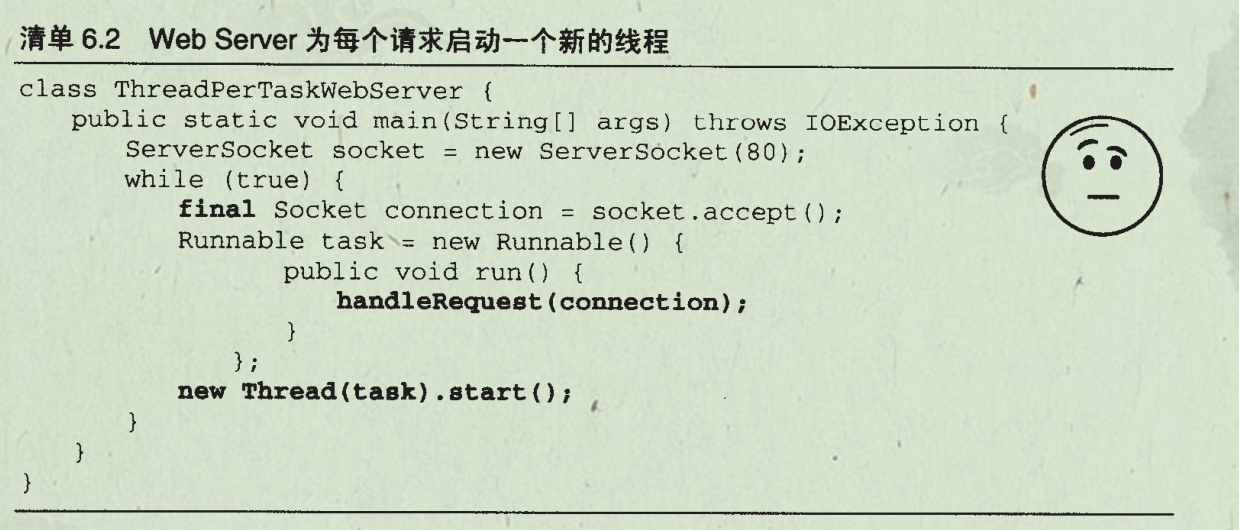 清单 6.2 Web Server 为每个请求启动一个新的线程
class ThreadPerTaskWebServer {
public static void main(String[] args) throws IOException {
ServerSocket socket = new ServerSocket(80);
while (true) {
final Socket connection = socket.accept();
Runnable task = new Runnable() {
public void run() {
handleRequest(connection);
}
};
new Thread(task).start();
}
}
}